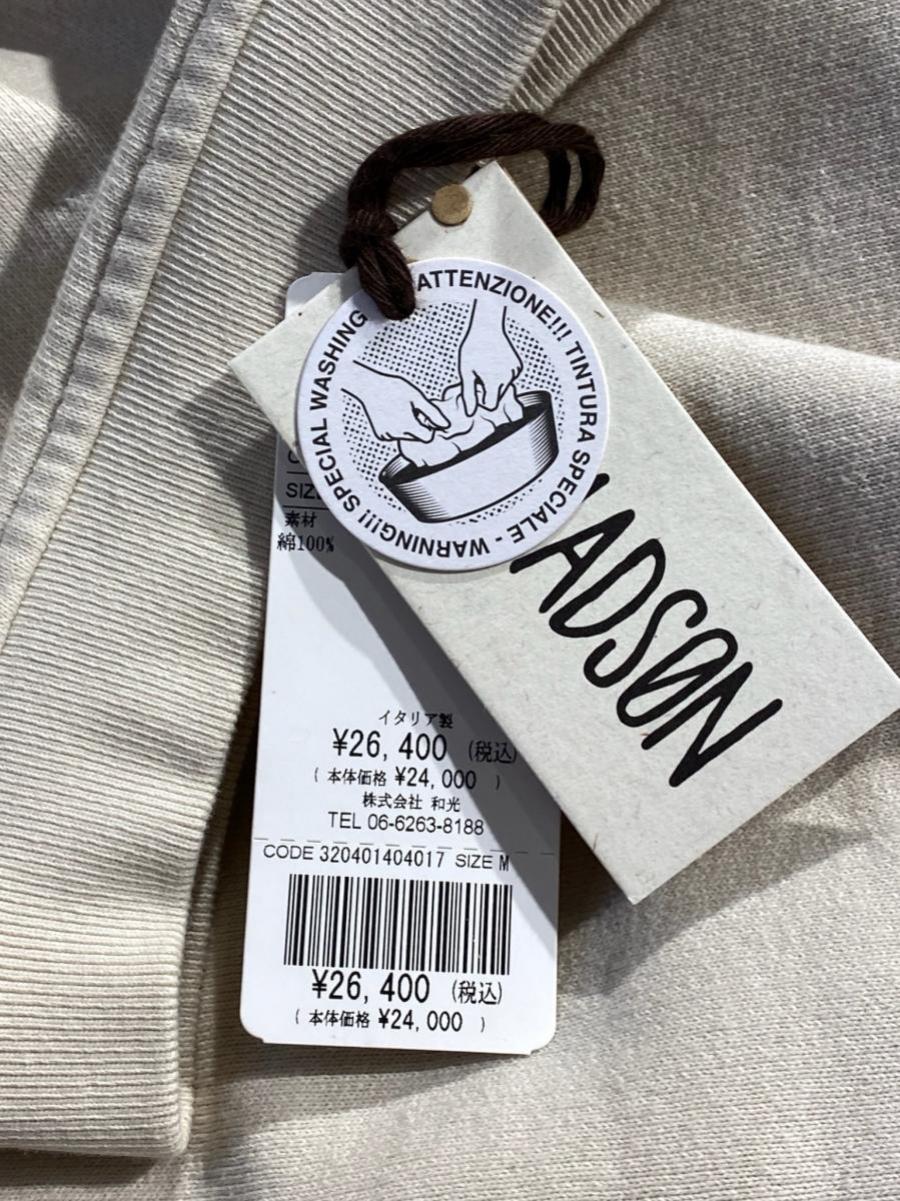 ATTENZIONE!!! TINTURA SPECIALE - WARNING!!! SPECIAL WASHING
ADSØN
素材
綿100%
イタリア製
¥26,400 (税込)
(本体価格 ¥24,000 )
株式会社 和光
TEL 06-6263-8188
CODE 320401404017 SIZE M
¥26,400 (税込)
(本体価格 ¥24,000 )